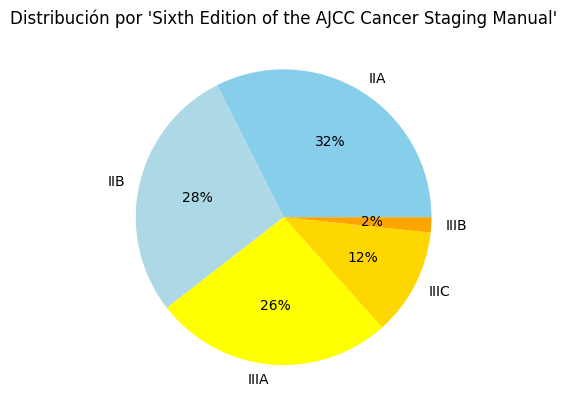 Distribución por 'Sixth Edition of the AJCC Cancer Staging Manual'
IIA
32%
IIB
28%
2%
IIIB
12%
IIIC
26%
IIIA